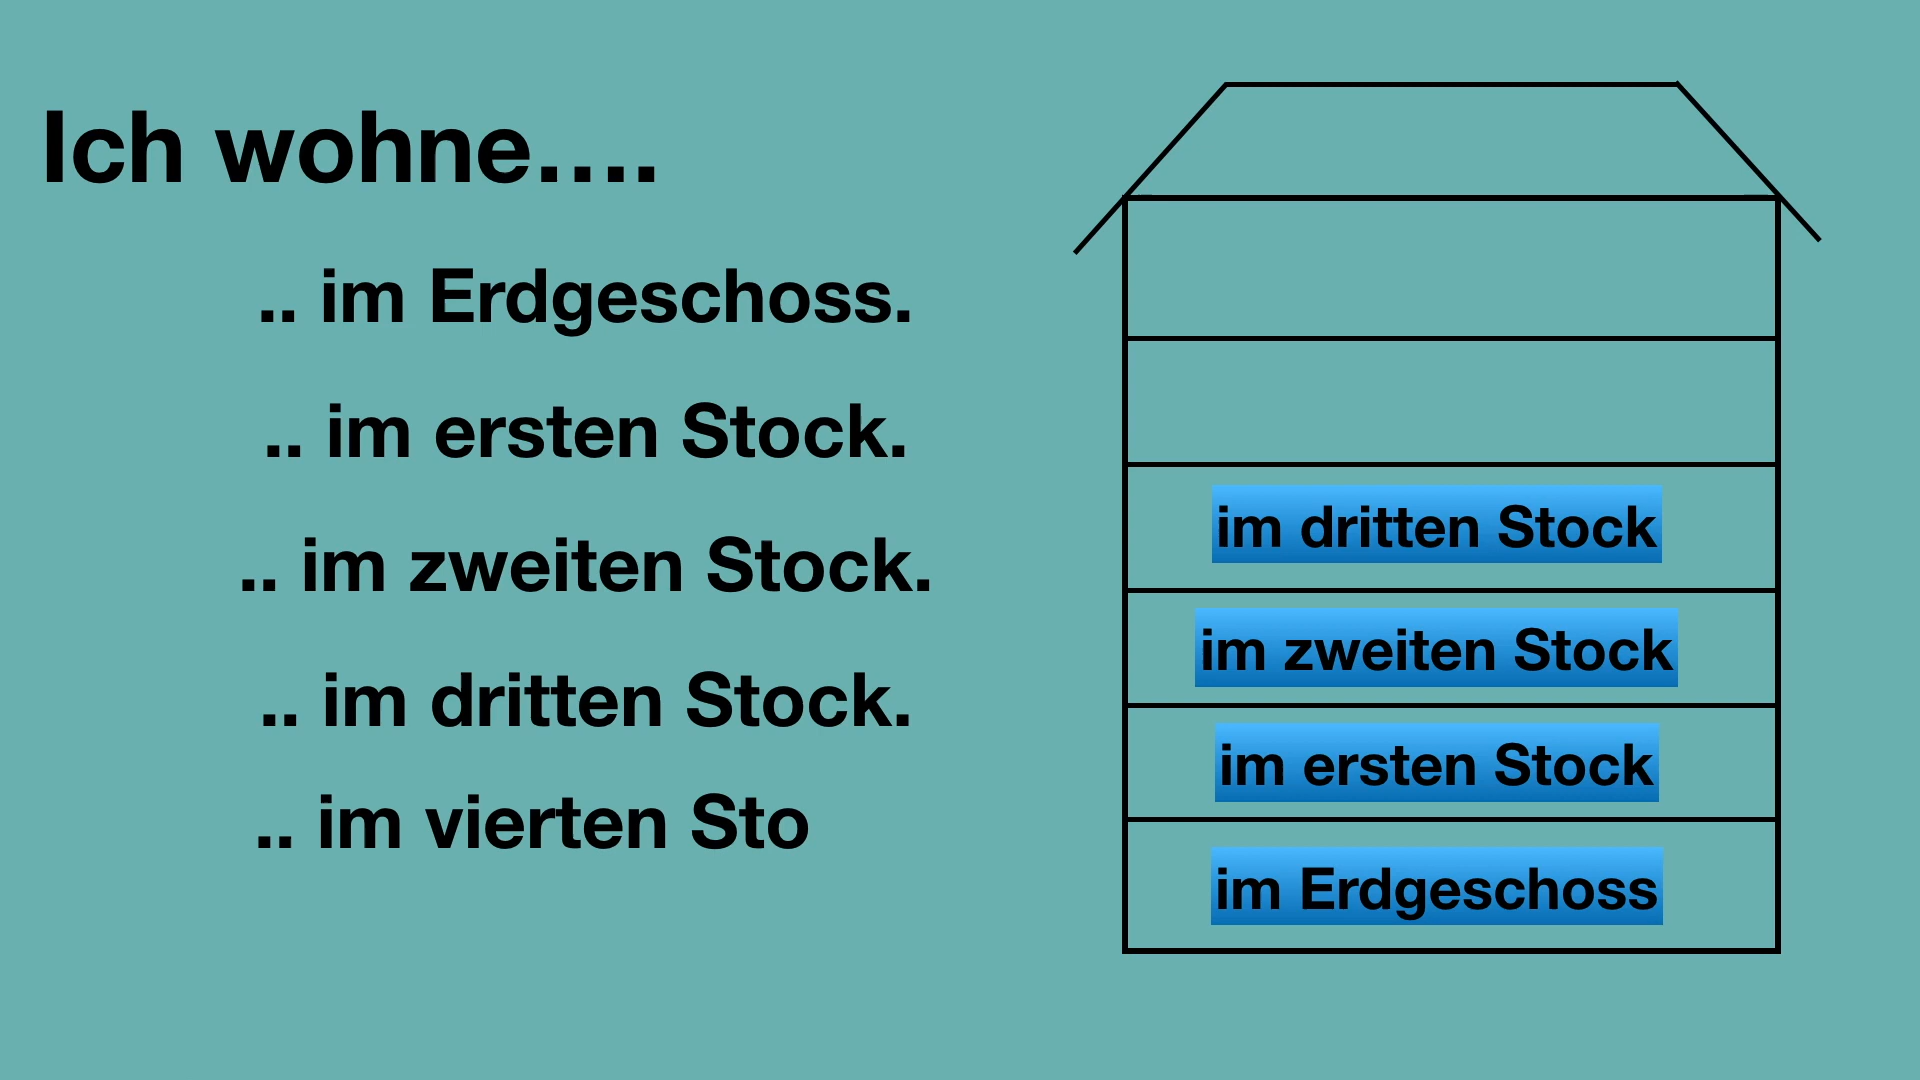 Ich wohne....
.. im Erdgeschoss.
.. im ersten Stock.
.. im zweiten Stock.
.. im dritten Stock.
.. im vierten Sto
im dritten Stock
im zweiten Stock
im ersten Stock
im Erdgeschoss